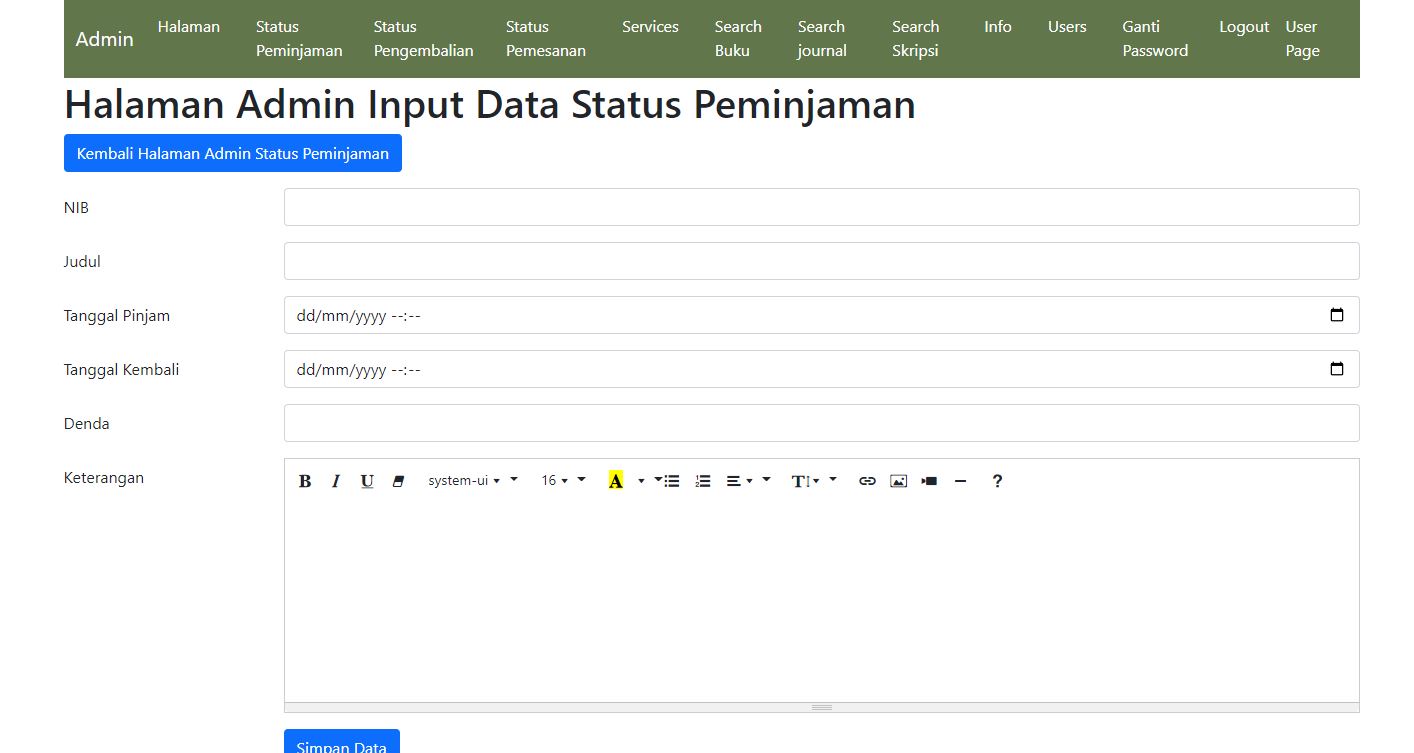 Admin Halaman Status Peminjaman Status Pengembalian Status Pemesanan Services Search Buku Search journal Search Skripsi Info Users Ganti Password Logout User Page
Halaman Admin Input Data Status Peminjaman
Kembali Halaman Admin Status Peminjaman
NIB
Judul
Tanggal Pinjam dd/mm/yyyy --:--
Tanggal Kembali dd/mm/yyyy --:--
Denda
Keterangan B I U system-ui 16 A T ?
Simpan Data